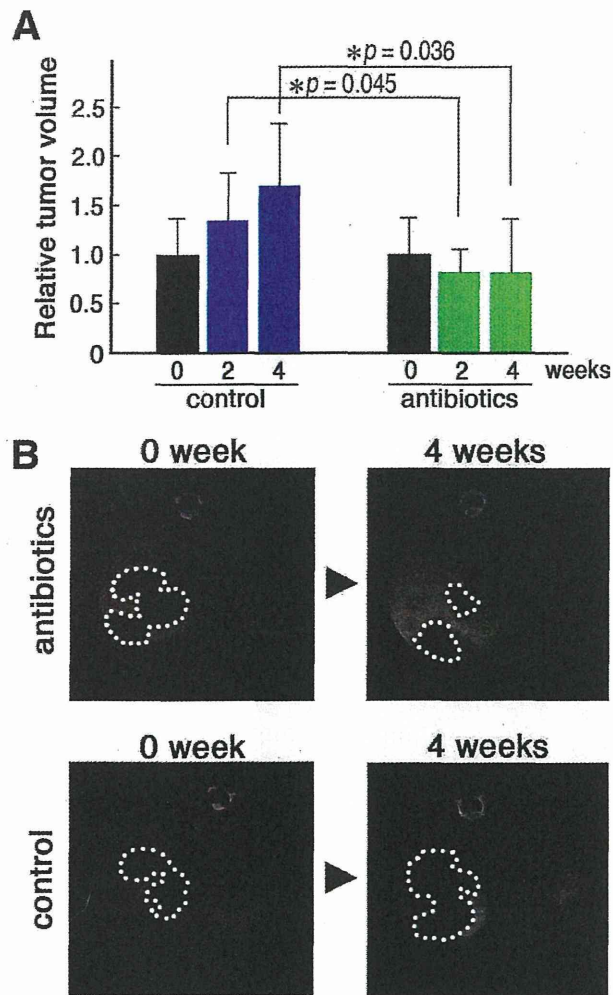 A
Relative tumor volume
2.5
2.0
1.5
1.0
0.5
0
*p = 0.036
*p = 0.045
0 2 4 0 2 4 weeks
control antibiotics
B
0 week 4 weeks
antibiotics
0 week 4 weeks
control